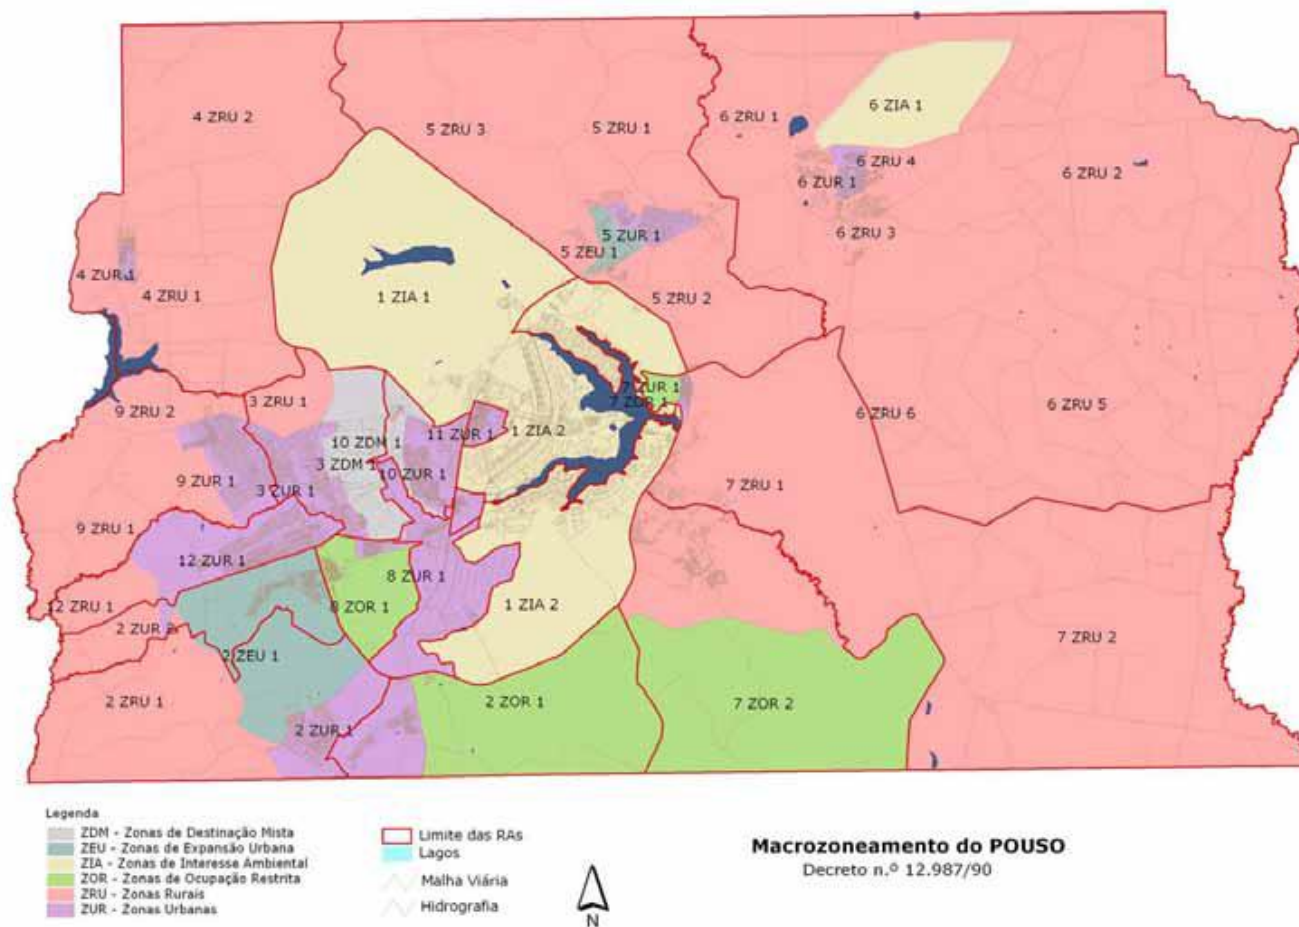 4 ZRU 2
5 ZRU 3
5 ZRU 1
6 ZRU 1
6 ZIA 1
6 ZRU 4
6 ZUR 1
6 ZRU 2
6 ZRU 3
5 ZUR 1
5 ZEU 1
4 ZUR 1
4 ZRU 1
1 ZIA 1
5 ZRU 2
7 ZUR 1
7 ZOR 1
9 ZRU 2
3 ZRU 1
6 ZRU 6
6 ZRU 5
10 ZDM 1
11 ZUR 1
1 ZIA 2
3 ZDM 1
10 ZUR 1
9 ZUR 1
3 ZUR 1
7 ZRU 1
9 ZRU 1
12 ZUR 1
8 ZUR 1
12 ZRU 1
8 ZOR 1
1 ZIA 2
2 ZUR 2
7 ZRU 2
2 ZEU 1
2 ZRU 1
2 ZOR 1
7 ZOR 2
2 ZUR 1
Legenda
ZDM - Zonas de Destinação Mista
ZEU - Zonas de Expansão Urbana
ZIA - Zonas de Interesse Ambiental
ZOR - Zonas de Ocupação Restrita
ZRU - Zonas Rurais
ZUR - Zonas Urbanas
Limite das RAs
Lagos
Malha Viária
Hidrografia
N
Macrozoneamento do POUSO
Decreto n.º 12.987/90